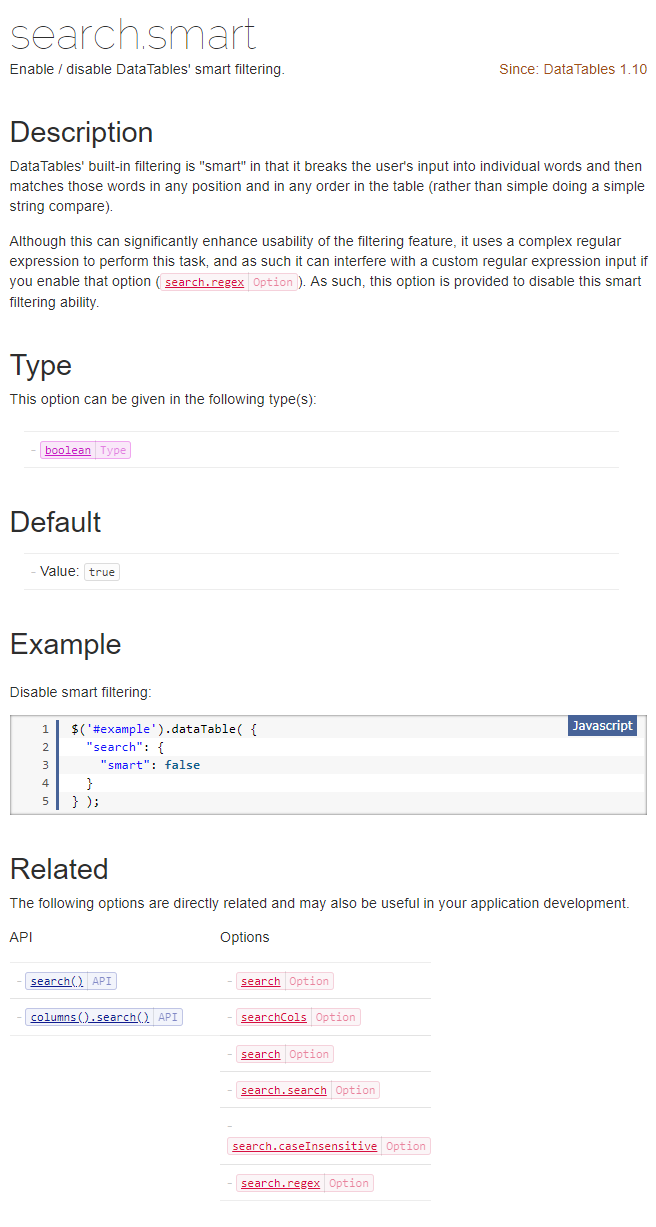 search.smart
Enable / disable DataTables' smart filtering.
Since: DataTables 1.10
Description
DataTables' built-in filtering is "smart" in that it breaks the user's input into individual words and then
matches those words in any position and in any order in the table (rather than simple doing a simple
string compare).
Although this can significantly enhance usability of the filtering feature, it uses a complex regular
expression to perform this task, and as such it can interfere with a custom regular expression input if
you enable that option ( search.regex Option ). As such, this option is provided to disable this smart
filtering ability.
Type
This option can be given in the following type(s):
- boolean Type
Default
- Value: true
Example
Disable smart filtering:
Javascript
1 $('#example').dataTable( {
2   "search": {
3     "smart": false
4   }
5 } );
Related
The following options are directly related and may also be useful in your application development.
API
- search() API
- columns().search() API
Options
- search Option
- searchCols Option
- search Option
- search.search Option
-
search.caseInsensitive Option
- search.regex Option